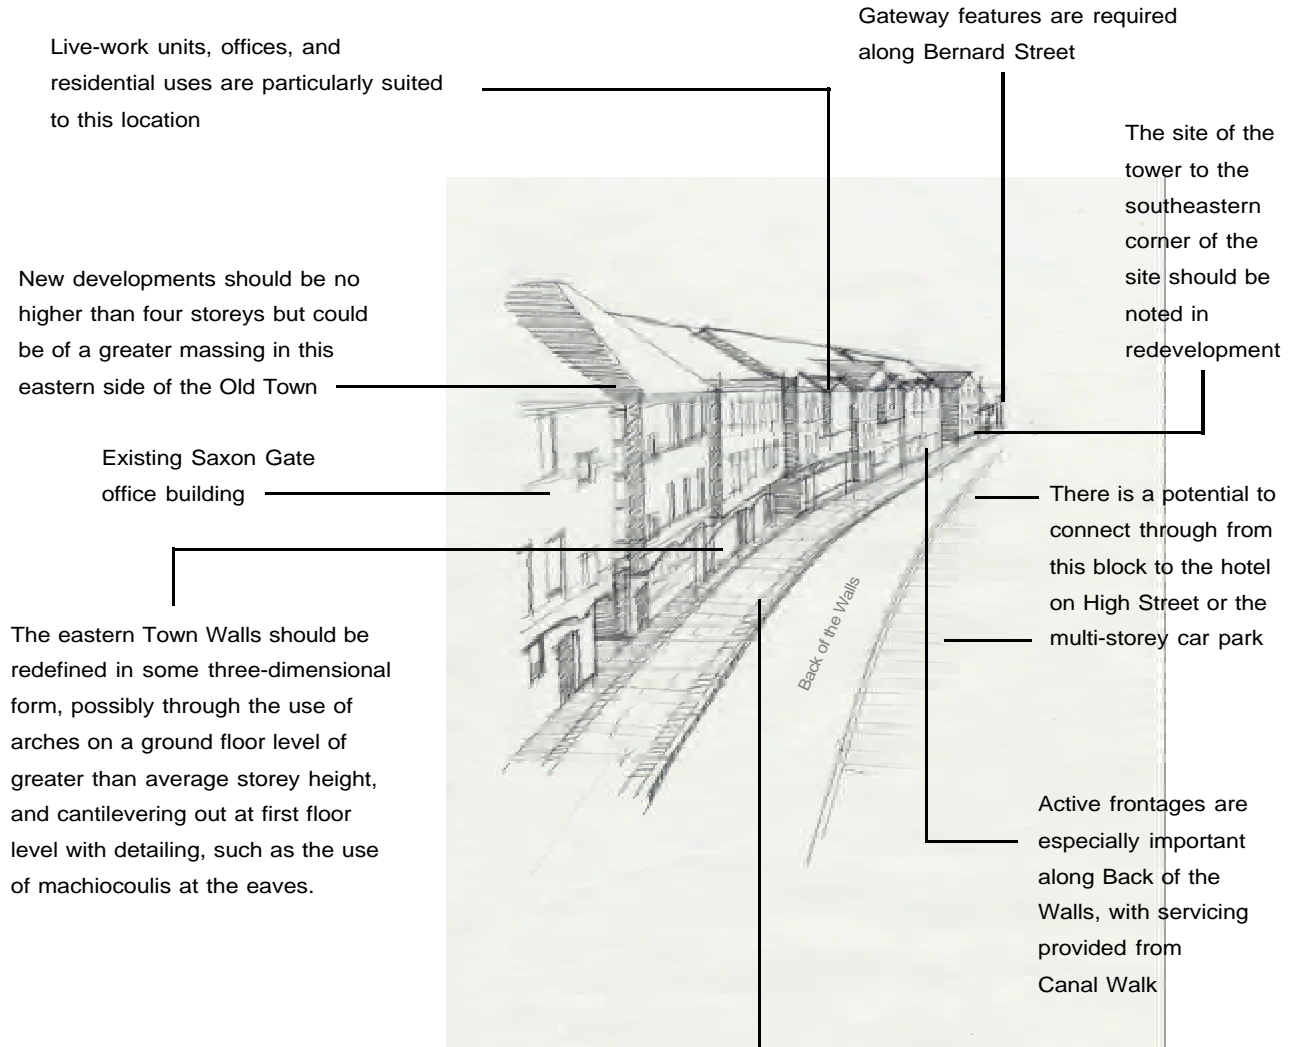 Gateway features are required
along Bernard Street
Live-work units, offices, and
residential uses are particularly suited
to this location
The site of the
tower to the
southeastern
corner of the
site should be
noted in
redevelopment
New developments should be no
higher than four storeys but could
be of a greater massing in this
eastern side of the Old Town
Existing Saxon Gate
office building
There is a potential to
connect through from
this block to the hotel
on High Street or the
multi-storey car park
The eastern Town Walls should be
redefined in some three-dimensional
form, possibly through the use of
arches on a ground floor level of
greater than average storey height,
and cantilevering out at first floor
level with detailing, such as the use
of machiocoulis at the eaves.
Back of the Walls
Active frontages are
especially important
along Back of the
Walls, with servicing
provided from
Canal Walk